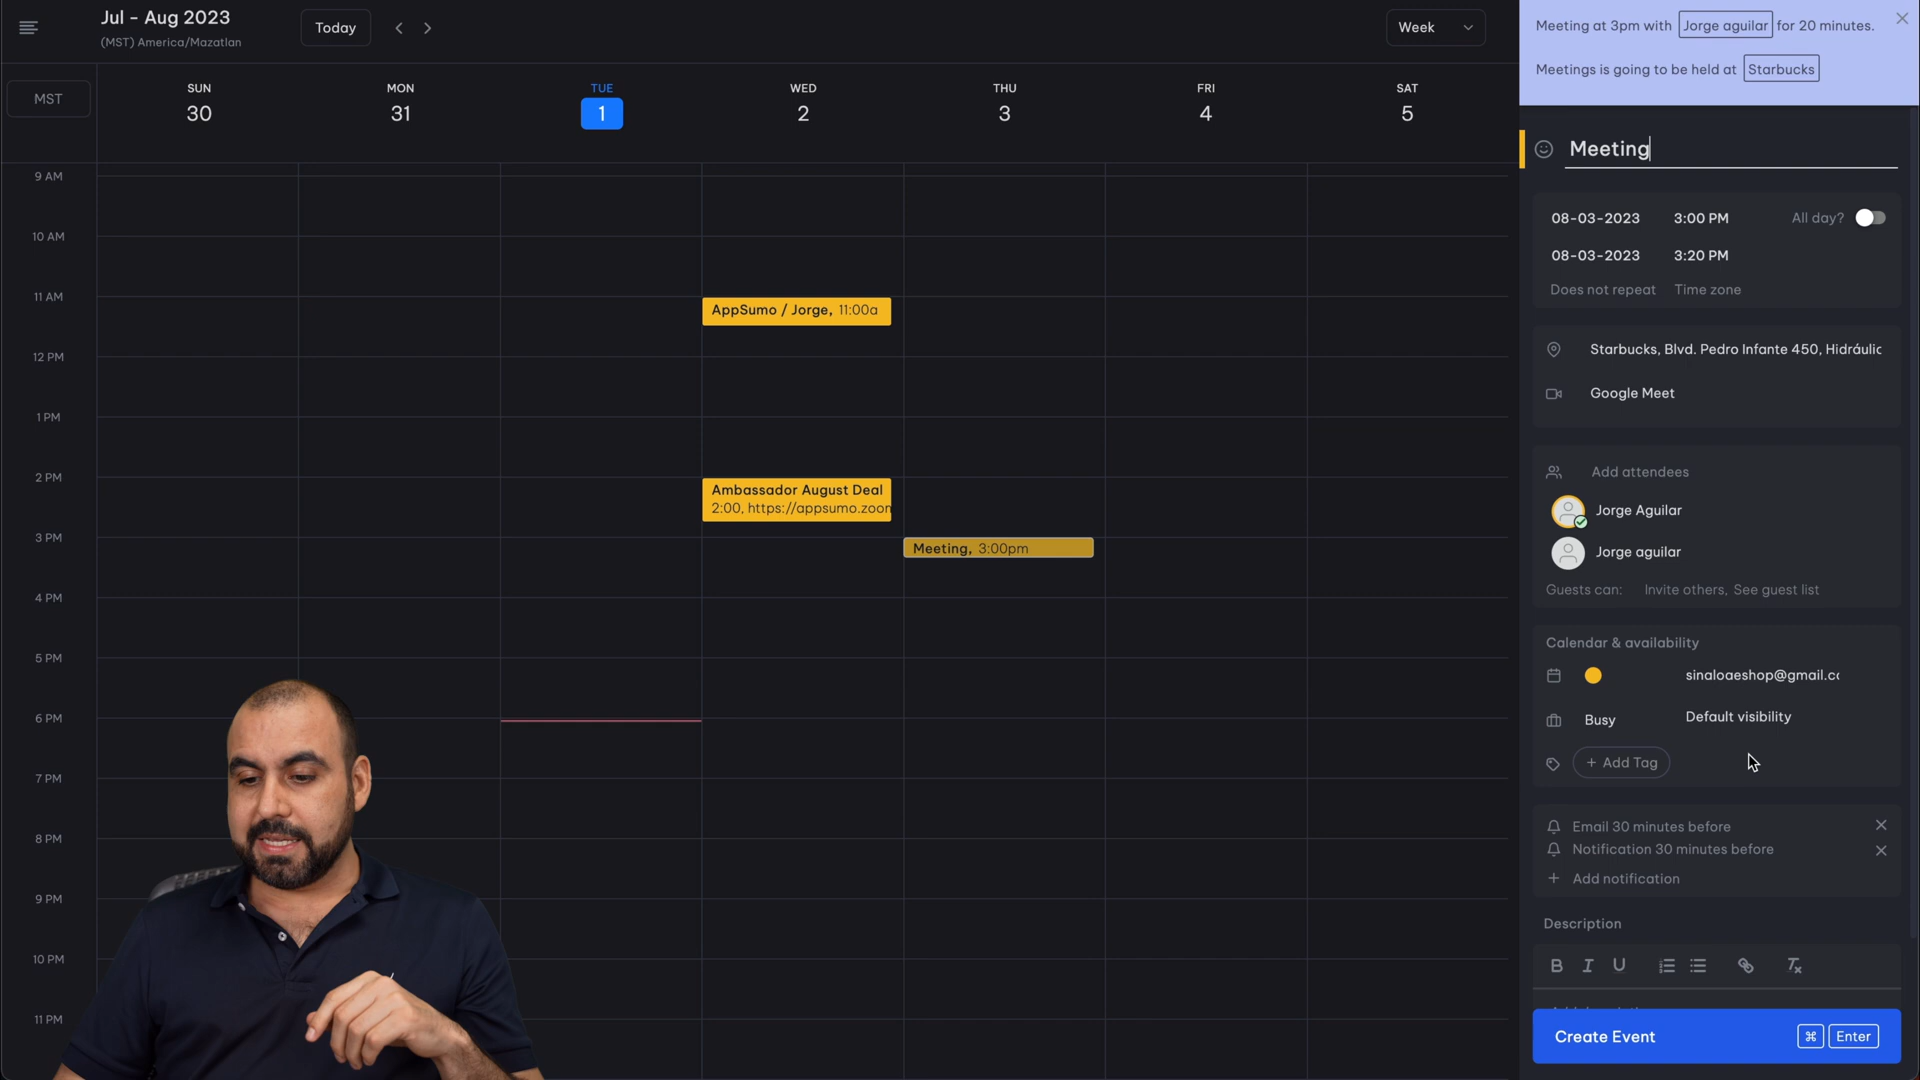 Jul - Aug 2023
(MST) America/Mazatlan
Today
Week
MST
SUN
30
MON
31
TUE
1
WED
2
THU
3
FRI
4
SAT
5
9 AM
10 AM
11 AM
12 PM
1 PM
2 PM
3 PM
4 PM
5 PM
6 PM
7 PM
8 PM
9 PM
10 PM
11 PM
AppSumo / Jorge, 11:00a
Ambassador August Deal
2:00, https://appsumo.zoon
Meeting, 3:00pm
Meeting at 3pm with Jorge aguilar for 20 minutes.
Meetings is going to be held at Starbucks
Meeting
08-03-2023 3:00 PM All day?
08-03-2023 3:20 PM
Does not repeat Time zone
Starbucks, Blvd. Pedro Infante 450, Hidráulic
Google Meet
Add attendees
Jorge Aguilar
Jorge aguilar
Guests can: Invite others, See guest list
Calendar & availability
sinaloaeshop@gmail.cc
Busy Default visibility
+ Add Tag
Email 30 minutes before
Notification 30 minutes before
+ Add notification
Description
B I U
Create Event ⌘ Enter